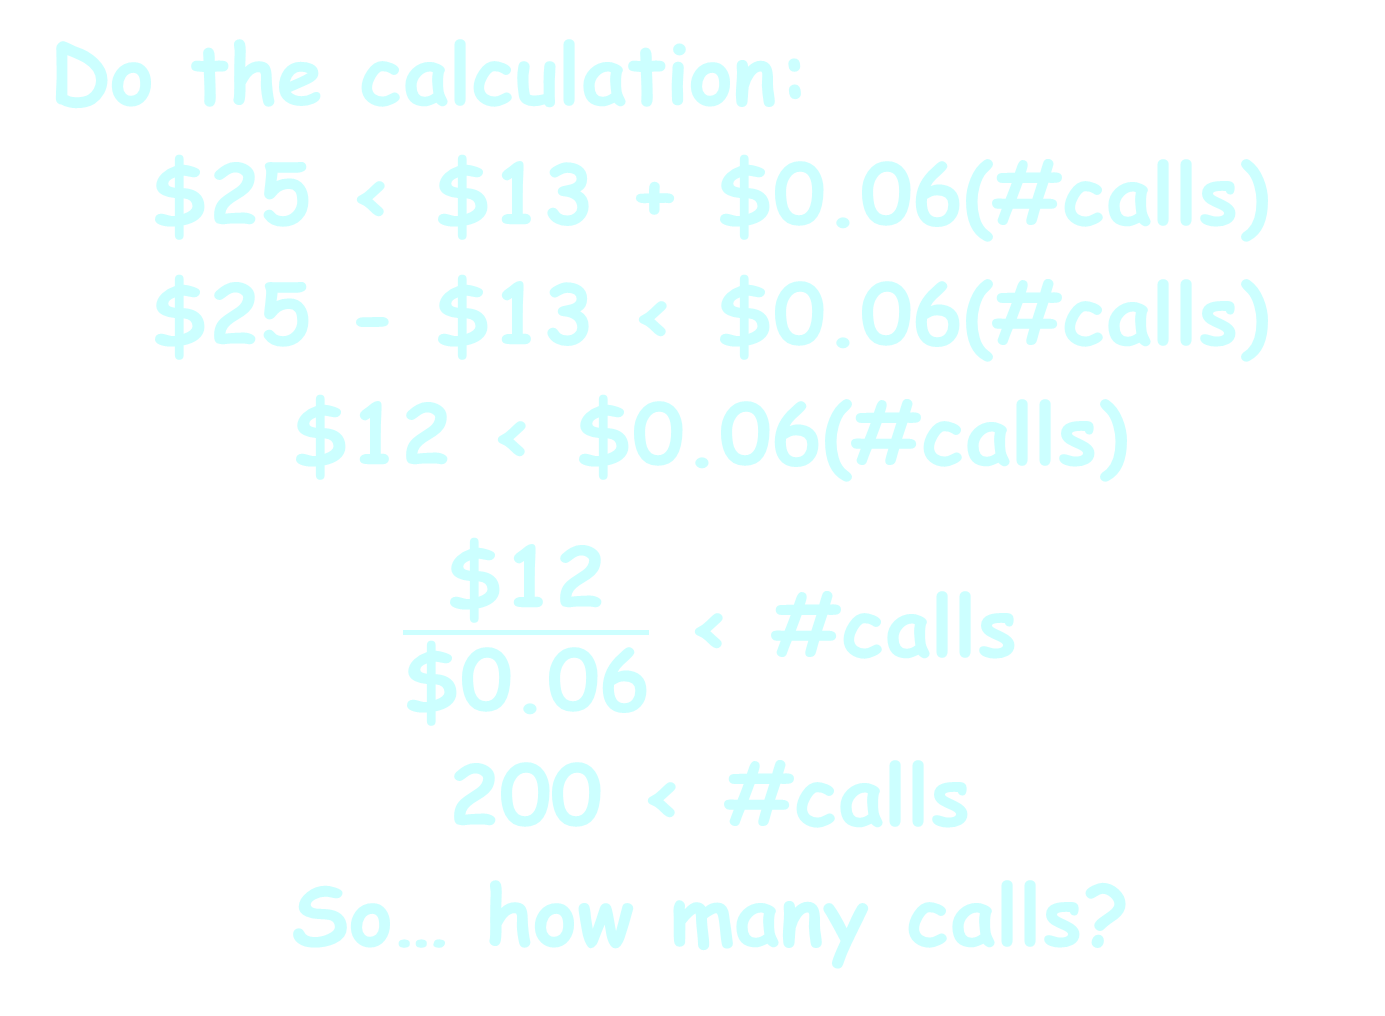 Do the calculation:
$25 < $13 + $0.06(#calls)
$25 - $13 < $0.06(#calls)
$12 < $0.06(#calls)
$12
$0.06 < #calls
200 < #calls
So… how many calls?